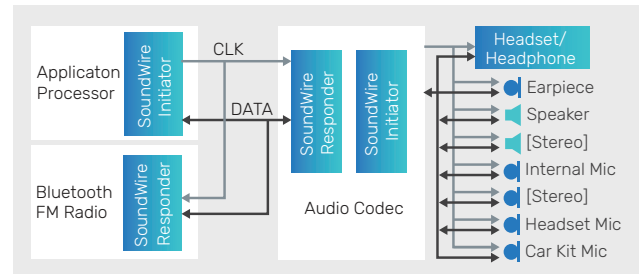 Applicaton
Processor
SoundWire
Initiator
CLK
DATA
Bluetooth
FM Radio
SoundWire
Responder
SoundWire
Responder
SoundWire
Initiator
Audio Codec
Headset/
Headphone
Earpiece
Speaker
[Stereo]
Internal Mic
[Stereo]
Headset Mic
Car Kit Mic